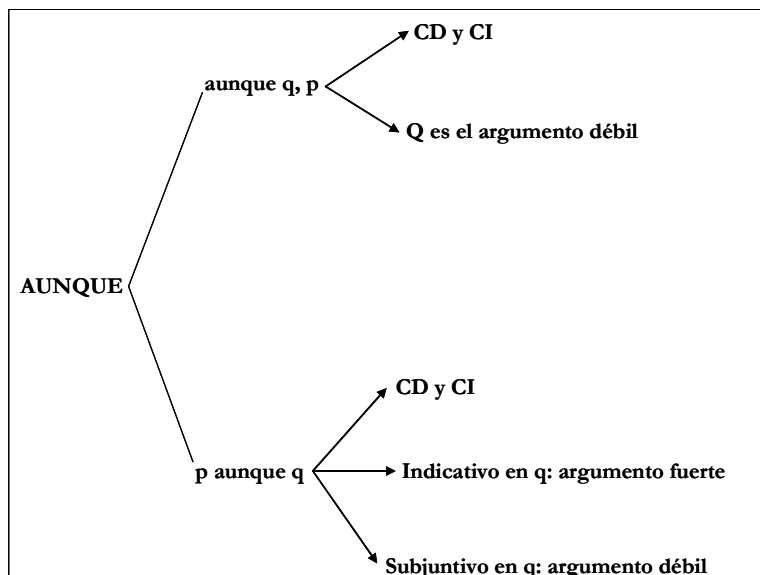 CD y CI
aunque q, p
Q es el argumento débil
AUNQUE
CD y CI
p aunque q
Indicativo en q: argumento fuerte
Subjuntivo en q: argumento débil